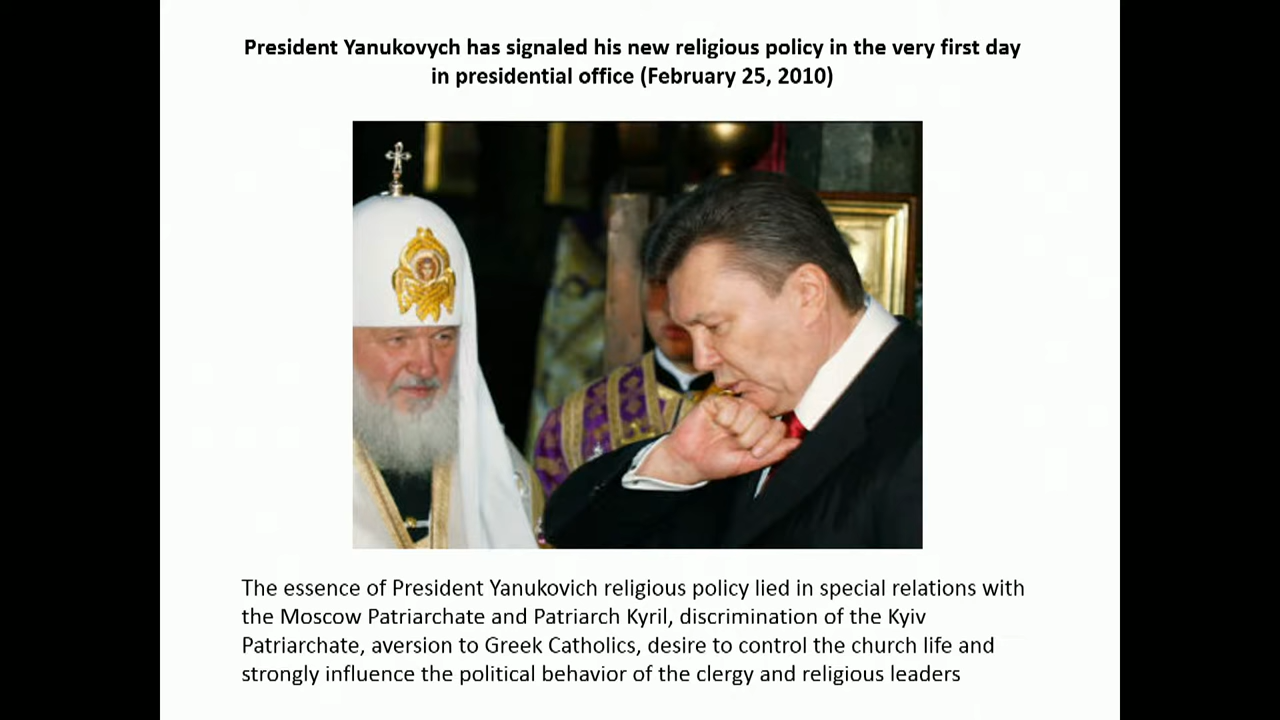 President Yanukovych has signaled his new religious policy in the very first day
in presidential office (February 25, 2010)
The essence of President Yanukovich religious policy lied in special relations with
the Moscow Patriarchate and Patriarch Kyril, discrimination of the Kyiv
Patriarchate, aversion to Greek Catholics, desire to control the church life and
strongly influence the political behavior of the clergy and religious leaders